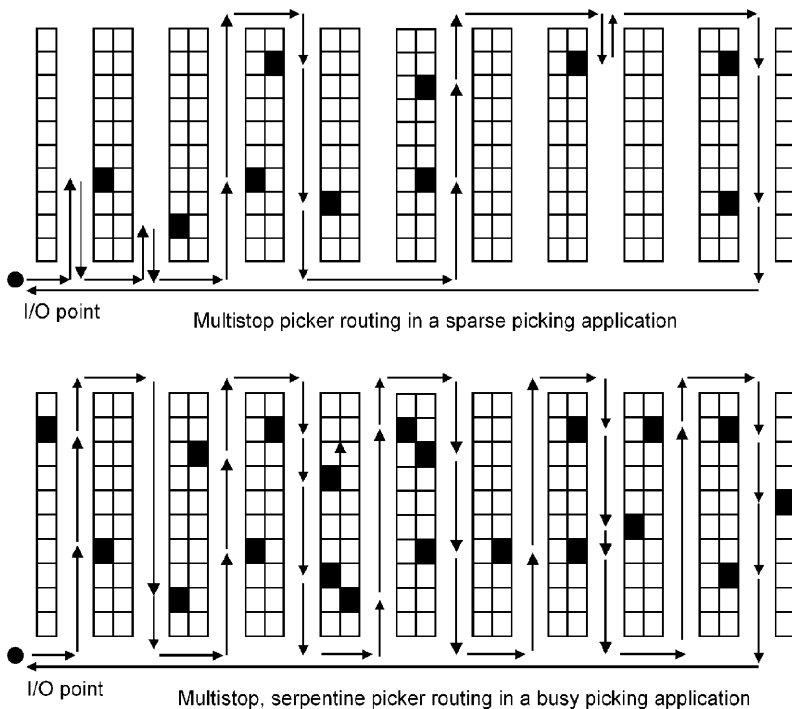 I/O point
Multistop picker routing in a sparse picking application
I/O point
Multistop, serpentine picker routing in a busy picking application